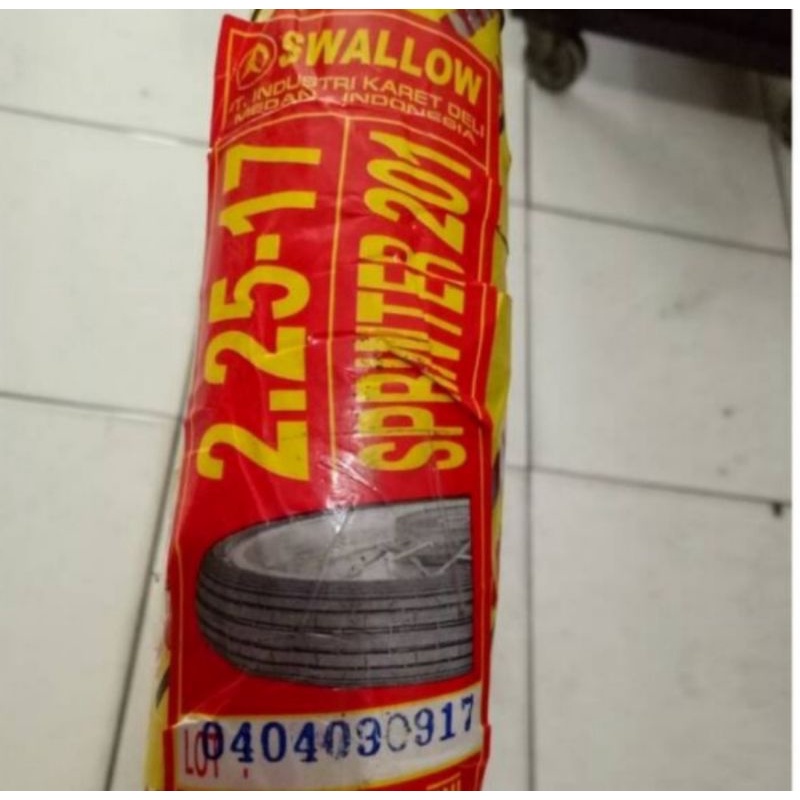 SWALLOW
PT. INDUSTRI KARET DELI
MEDAN - INDONESIA
2.25-17
SPRINTER 201
LOT :
0404030917